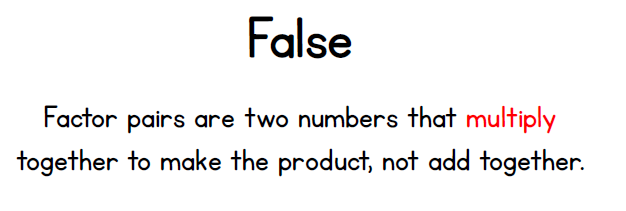 False
Factor pairs are two numbers that multiply
together to make the product, not add together.